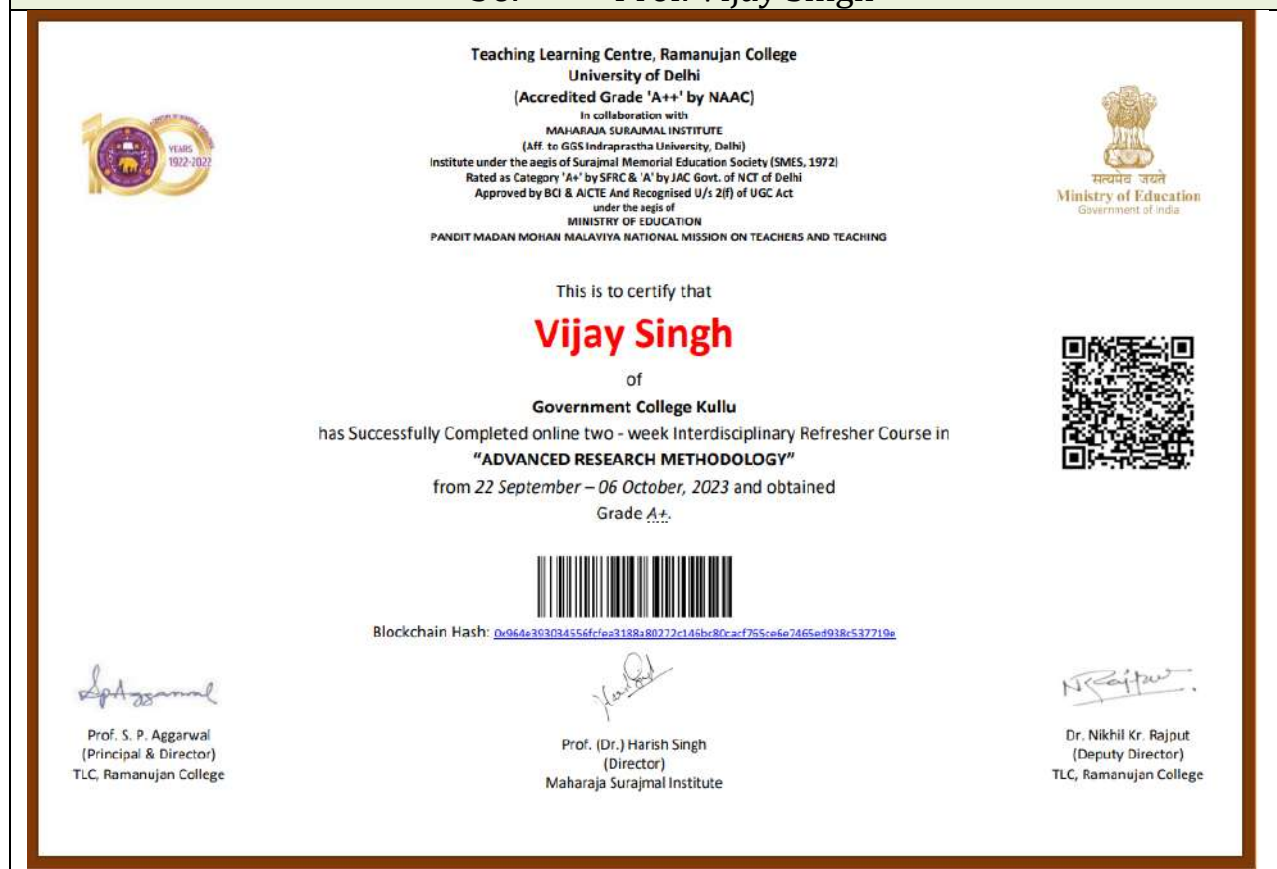 Prof. Vijay Singh
Teaching Learning Centre, Ramanujan College
University of Delhi
(Accredited Grade 'A++' by NAAC)
In collaboration with
MAHARAJA SURAJMAL INSTITUTE
(Aff. to GGS Indraprastha University, Delhi)
Institute under the aegis of Surajmal Memorial Education Society (SMES, 1972)
Rated as Category 'A+' by SFRC & 'A' by JAC Govt. of NCT of Delhi
Approved by BCI & AICTE And Recognised U/s 2(f) of UGC Act
under the aegis of
MINISTRY OF EDUCATION
PANDIT MADAN MOHAN MALAVIYA NATIONAL MISSION ON TEACHERS AND TEACHING
YEARS
1922-2022
सत्यमेव जयते
Ministry of Education
Government of India
This is to certify that
Vijay Singh
of
Government College Kullu
has Successfully Completed online two - week Interdisciplinary Refresher Course in
“ADVANCED RESEARCH METHODOLOGY”
from 22 September – 06 October, 2023 and obtained
Grade A+.
Blockchain Hash: 0x964e393034556fcfea3188a80272c146bc80cacf765ce6e7465ed938c537719e
Prof. S. P. Aggarwal
(Principal & Director)
TLC, Ramanujan College
Prof. (Dr.) Harish Singh
(Director)
Maharaja Surajmal Institute
Dr. Nikhil Kr. Rajput
(Deputy Director)
TLC, Ramanujan College